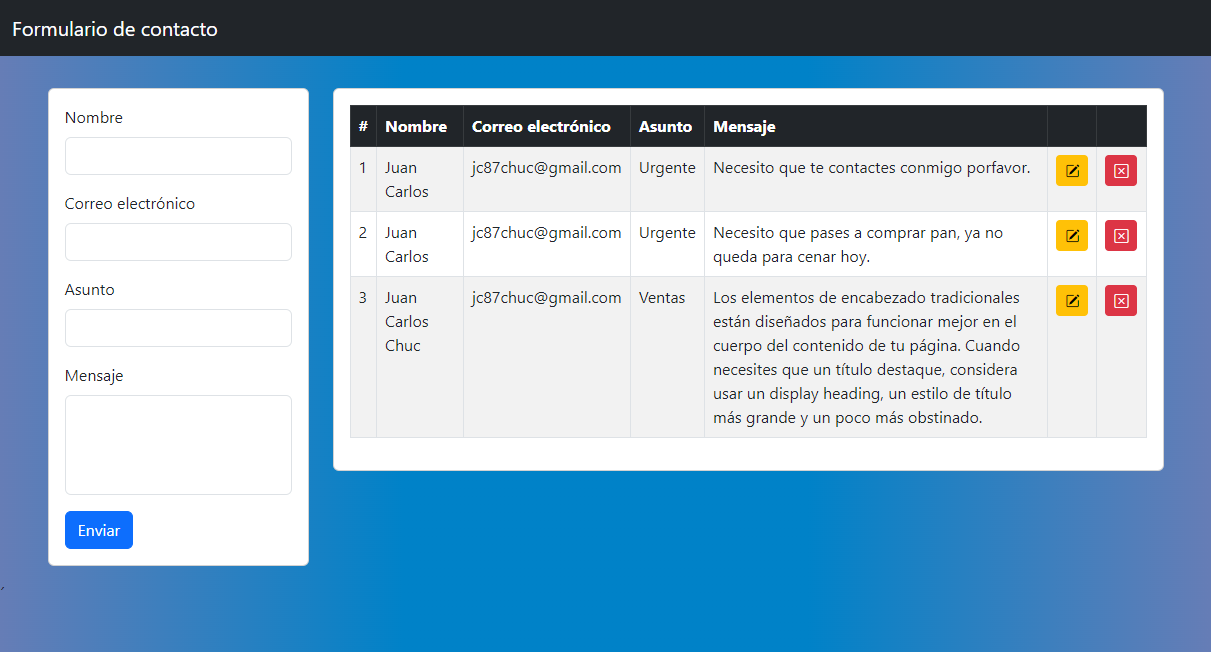 Formulario de contacto
Nombre
Correo electrónico
Asunto
Mensaje
Enviar
# Nombre Correo electrónico Asunto Mensaje
1 Juan jc87chuc@gmail.com Urgente Necesito que te contactes conmigo porfavor.
Carlos
2 Juan jc87chuc@gmail.com Urgente Necesito que pases a comprar pan, ya no
Carlos queda para cenar hoy.
3 Juan jc87chuc@gmail.com Ventas Los elementos de encabezado tradicionales
Carlos están diseñados para funcionar mejor en el
Chuc cuerpo del contenido de tu página. Cuando
necesites que un título destaque, considera
usar un display heading, un estilo de título
más grande y un poco más obstinado.